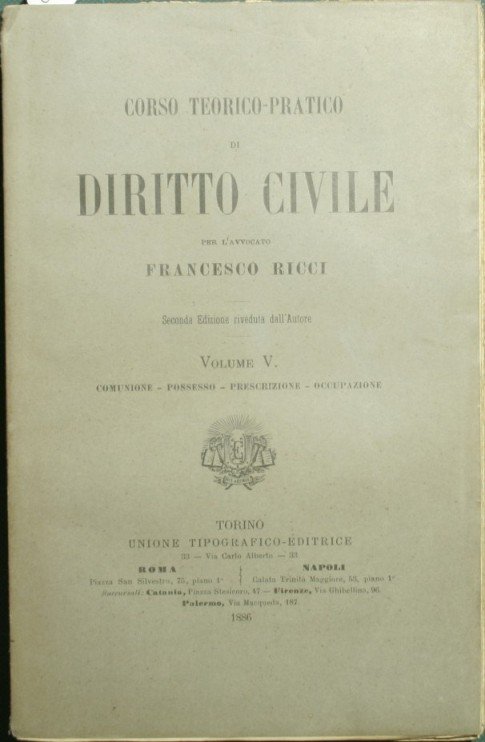 CORSO TEORICO-PRATICO
DI
DIRITTO CIVILE
PER L'AVVOCATO
FRANCESCO RICCI
Seconda Edizione riveduta dall'Autore
VOLUME V.
COMUNIONE - POSSESSO - PRESCRIZIONE - OCCUPAZIONE
TORINO
UNIONE TIPOGRAFICO-EDITRICE
33 — Via Carlo Alberto — 33
ROMA
Piazza San Silvestro, 75, piano 1°
NAPOLI
Calata Trinità Maggiore, 53, piano 1°
Succursali: Catania, Piazza Stesicoro, 47 — Firenze, Via Ghibellina, 96
Palermo, Via Macqueda, 187.
1886